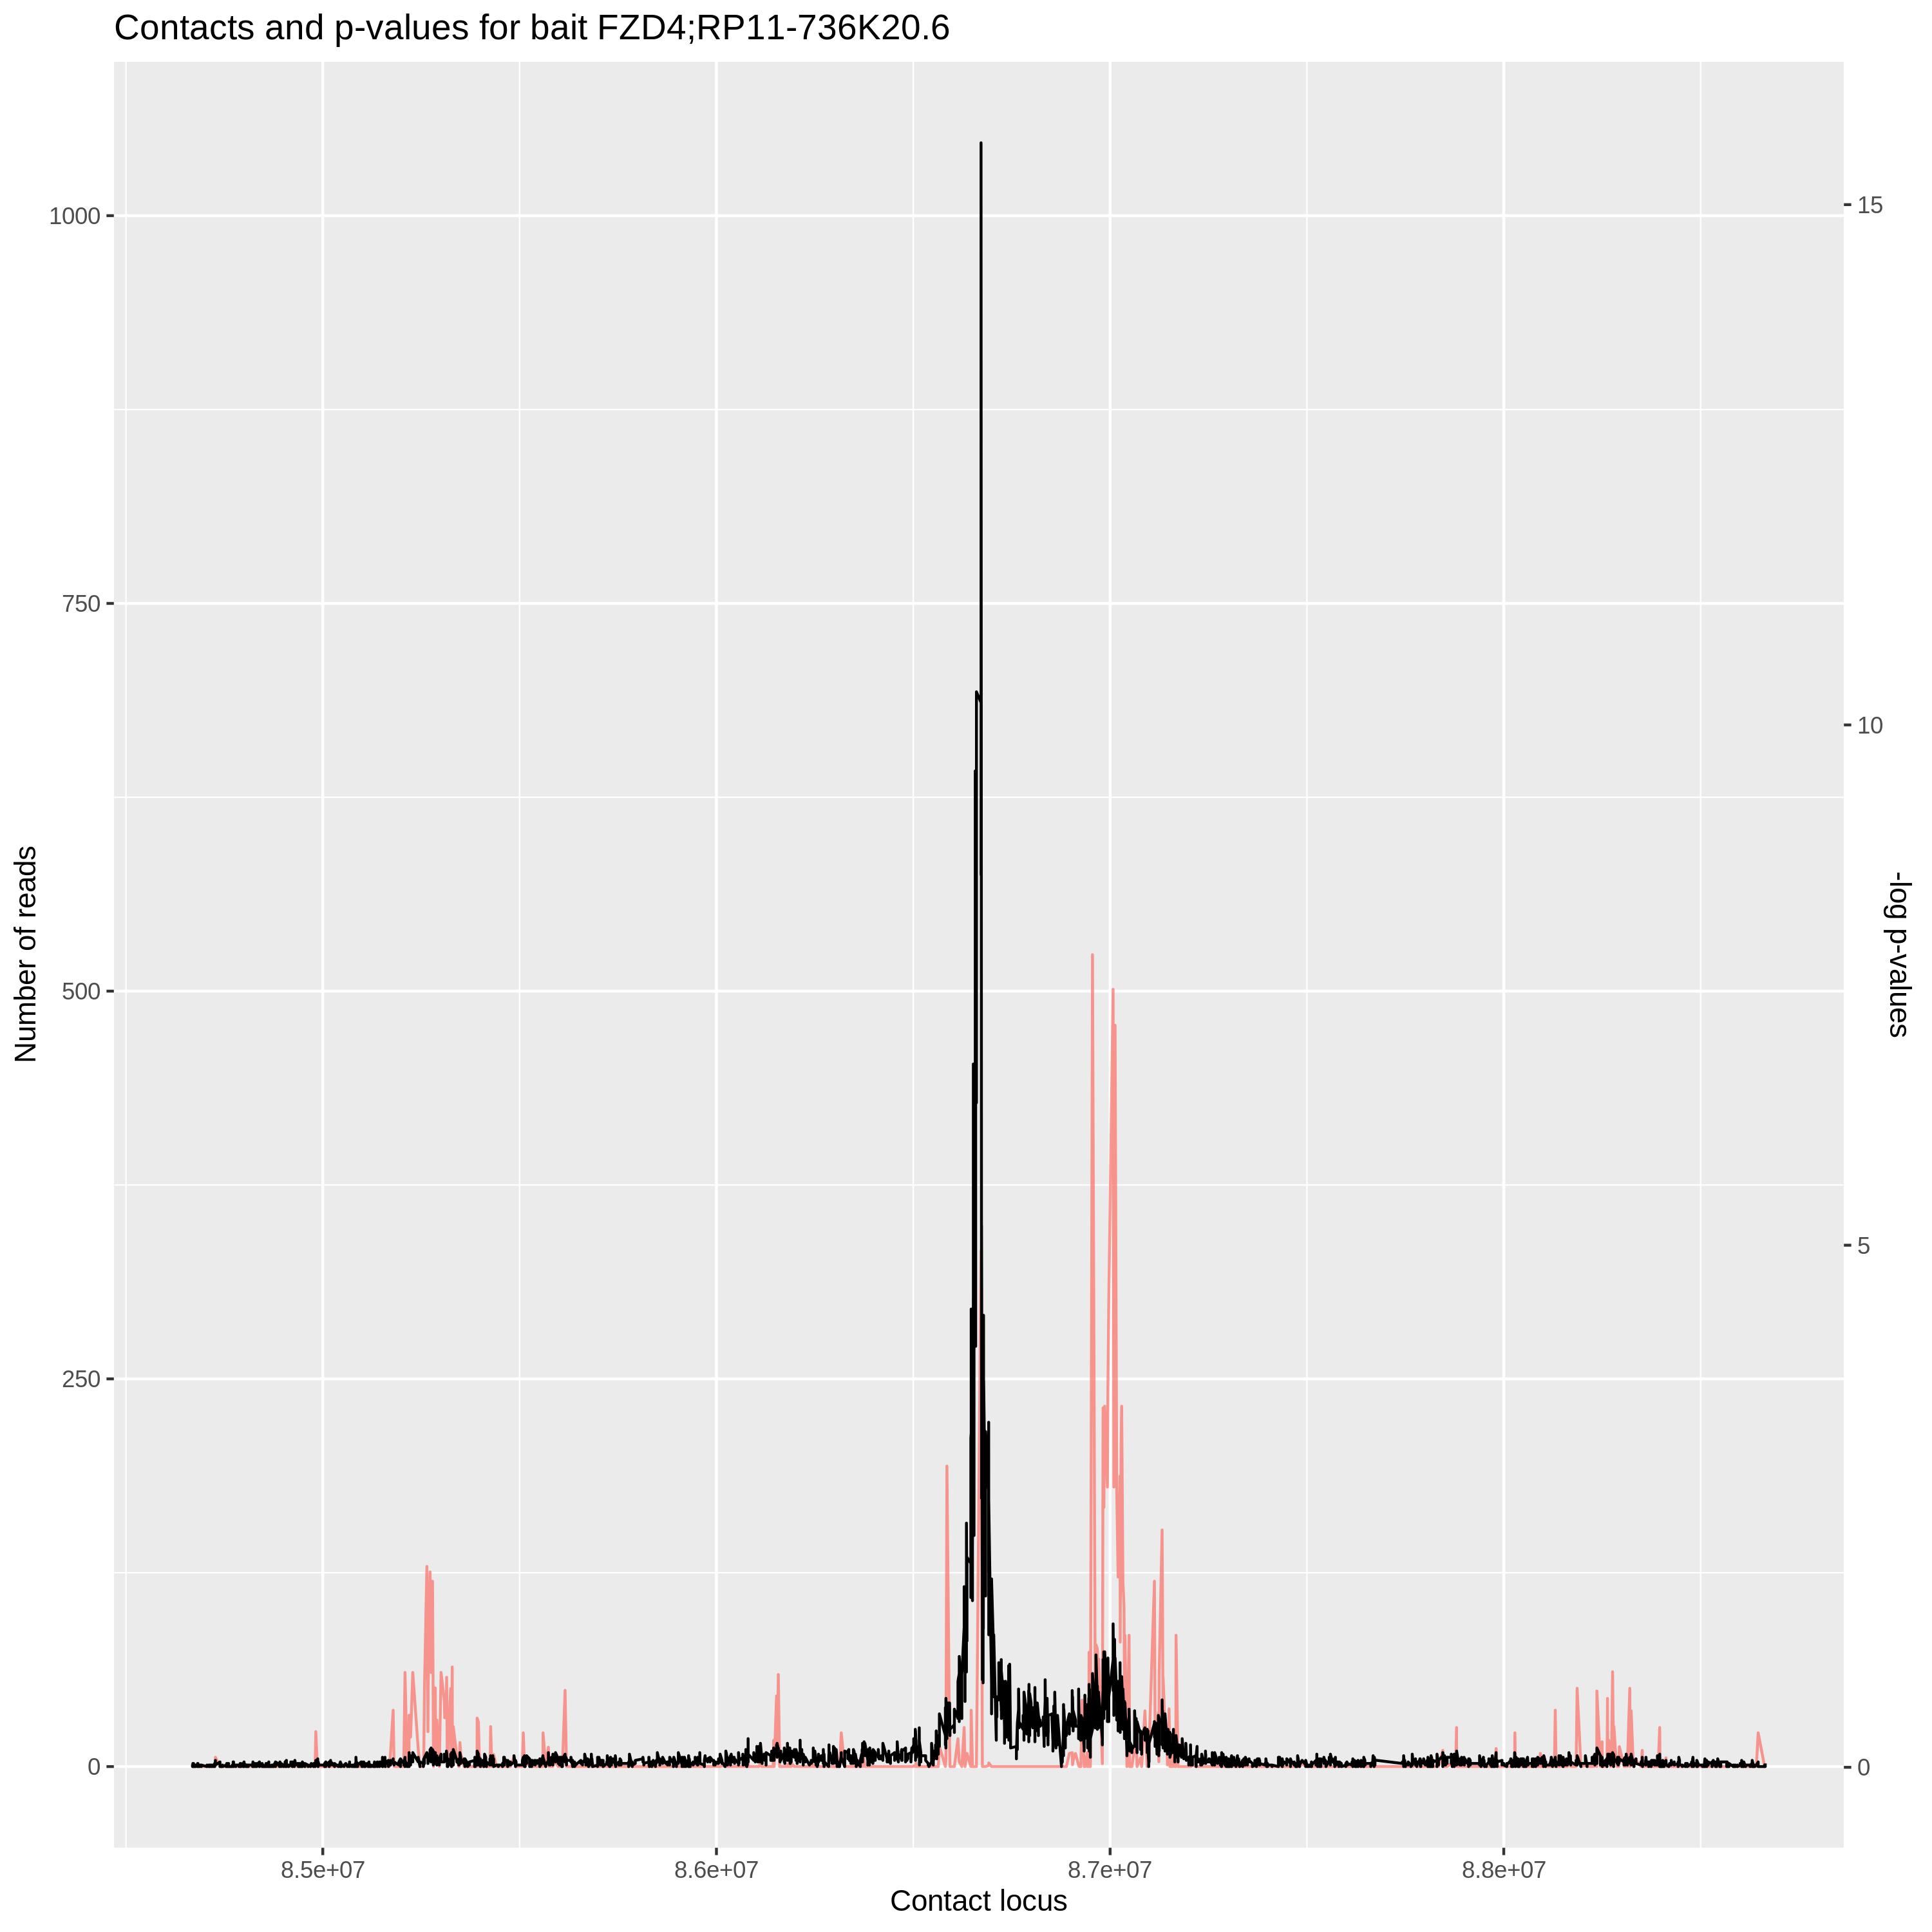 Contacts and p-values for bait FZD4;RP11-736K20.6
1000
750
500
250
0
Number of reads
15
10
5
0
-log p-values
8.5e+07
8.6e+07
8.7e+07
8.8e+07
Contact locus